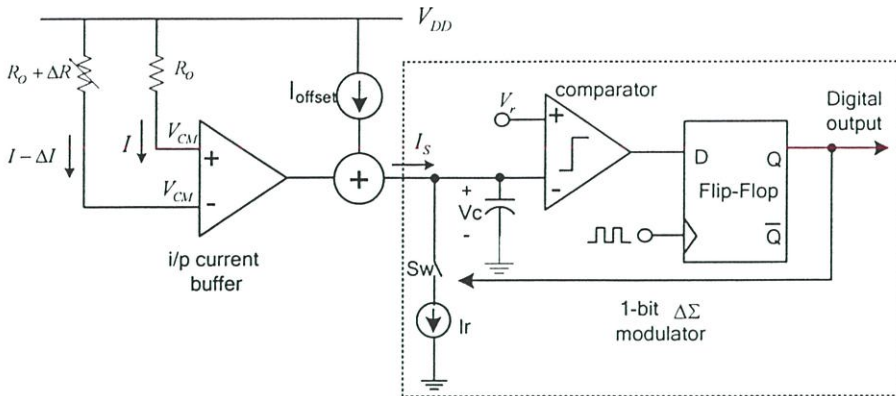 V_DD
R_O + ΔR
R_O
I_offset
I − ΔI
I
V_CM
V_CM
+
-
i/p current
buffer
+
I_S
+
Vc
-
Sw
Ir
comparator
V_r
+
-
D
Q
Flip-Flop
Q̅
Digital
output
1-bit ΔΣ
modulator